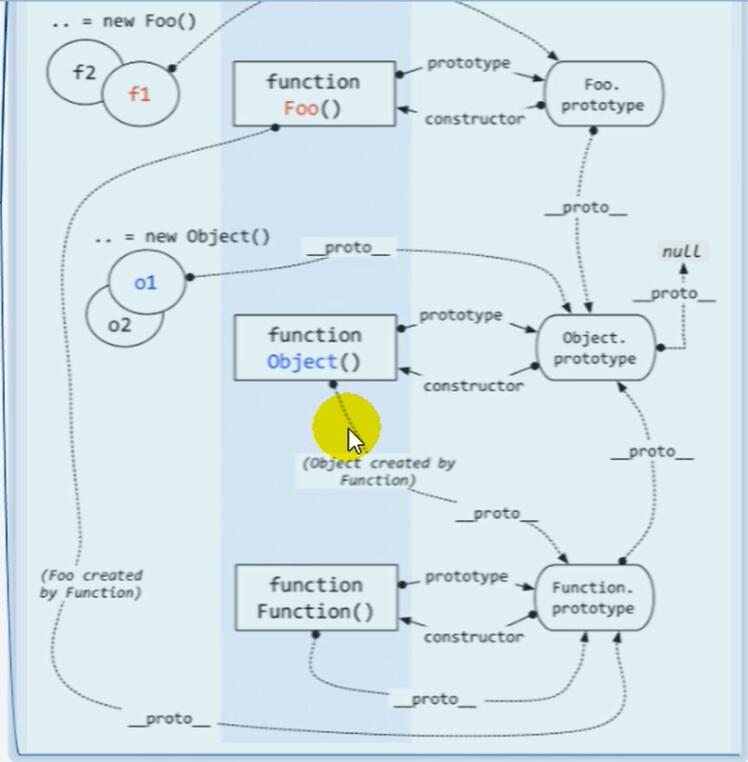 .. = new Foo()
f2
f1
function
Foo()
prototype
constructor
Foo.
prototype
__proto__
.. = new Object()
__proto__
null
__proto__
o1
o2
function
Object()
prototype
constructor
Object.
prototype
(Object created by
Function)
__proto__
__proto__
(Foo created
by Function)
function
Function()
prototype
constructor
Function.
prototype
__proto__
__proto__